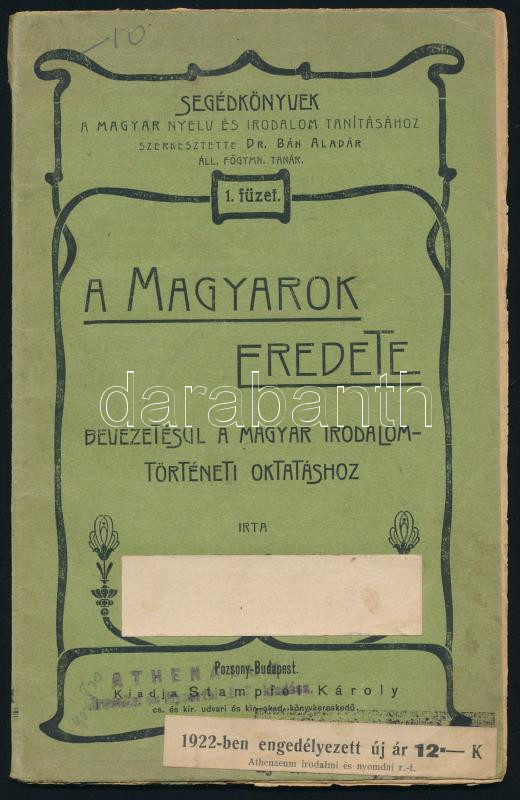 10
SEGÉDKÖNYVEK
A MAGYAR NYELV ÉS IRODALOM TANÍTÁSÁHOZ
SZERKESZTETTE DR. BÁN ALADÁR
ÁLL. FŐGYMN. TANÁR.
1. füzet.
A MAGYAROK
EREDETE
darabanth
BEVEZETÉSÜL A MAGYAR IRODALOM-
TÖRTÉNETI OKTATÁSHOZ
IRTA
Pozsony-Budapest.
ATHENA
Kiadja Stampfel Károly
cs. és kir. udvari és kir. akad. könyvkereskedő.
1922-ben engedélyezett új ár 12·— K
Athenaeum irodalmi és nyomdai r.-t.